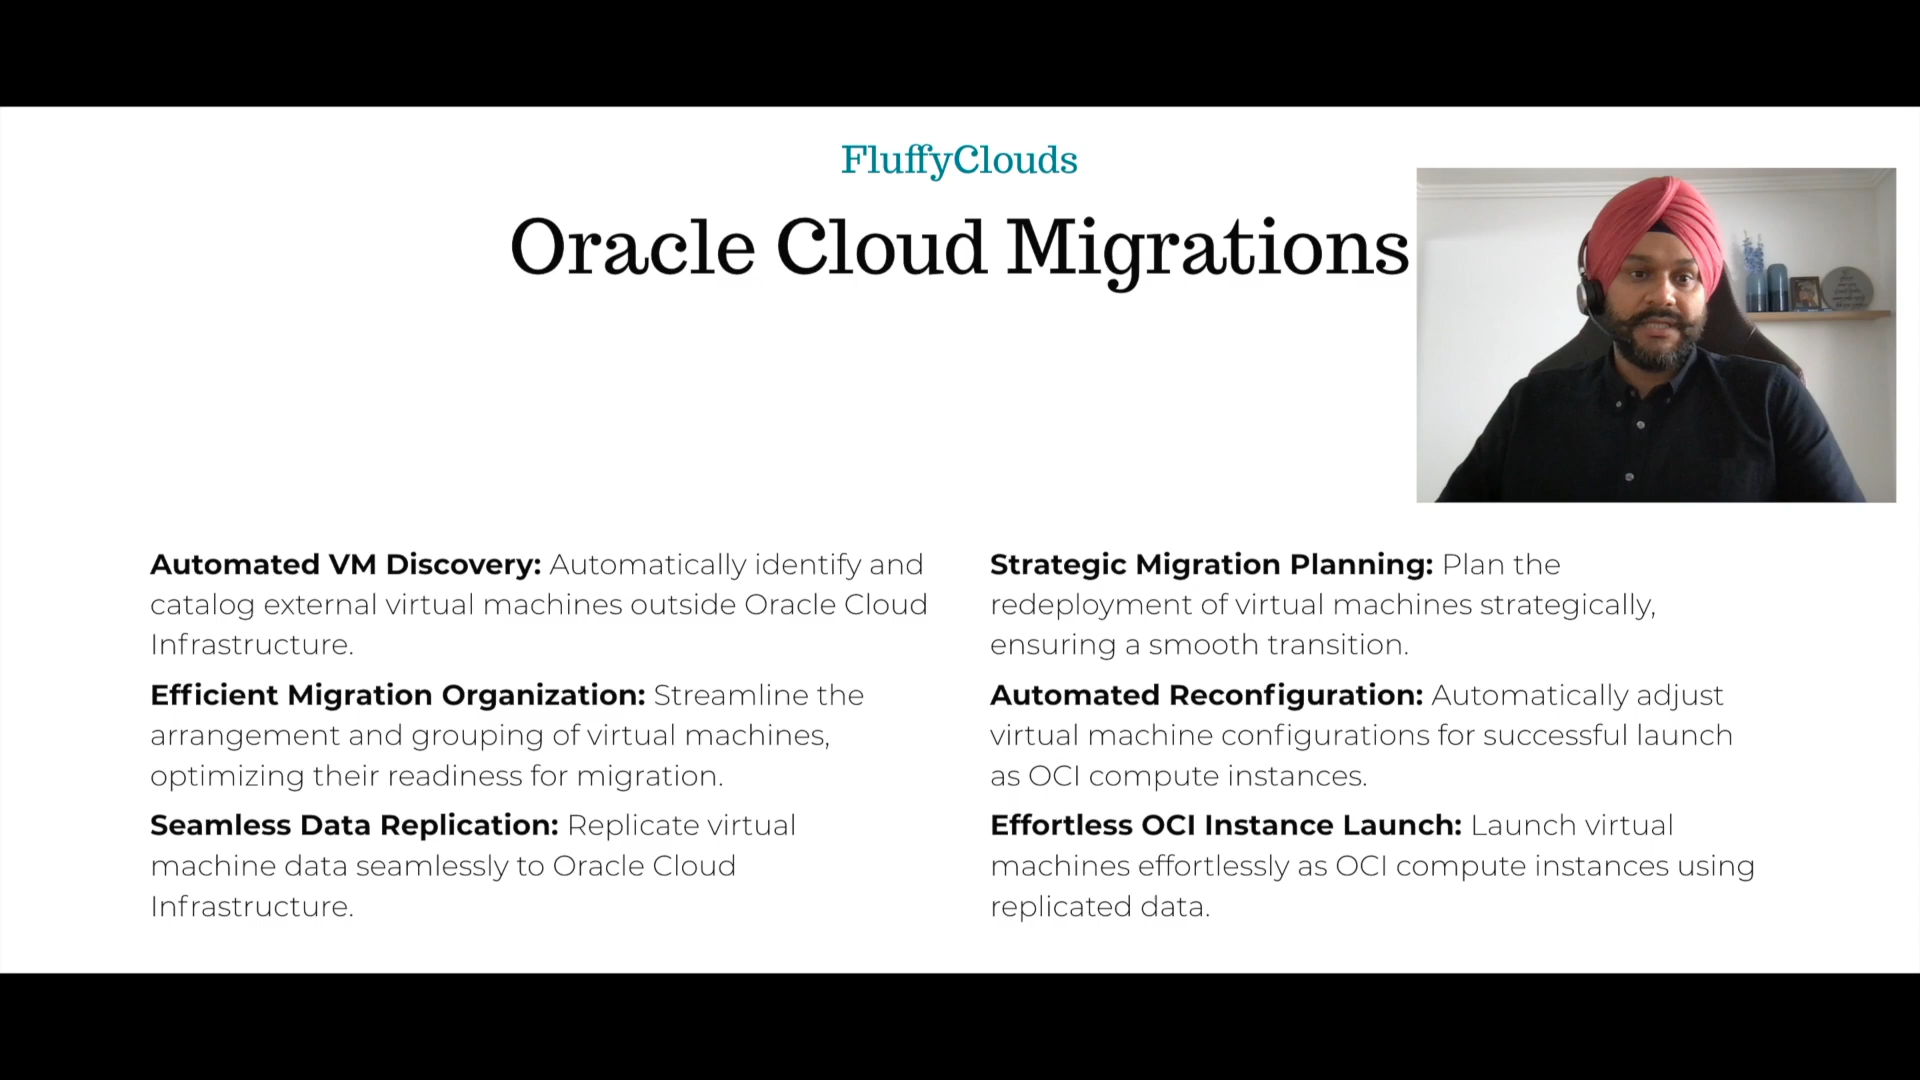 FluffyClouds
Oracle Cloud Migrations
Automated VM Discovery: Automatically identify and
catalog external virtual machines outside Oracle Cloud
Infrastructure.
Efficient Migration Organization: Streamline the
arrangement and grouping of virtual machines,
optimizing their readiness for migration.
Seamless Data Replication: Replicate virtual
machine data seamlessly to Oracle Cloud
Infrastructure.
Strategic Migration Planning: Plan the
redeployment of virtual machines strategically,
ensuring a smooth transition.
Automated Reconfiguration: Automatically adjust
virtual machine configurations for successful launch
as OCI compute instances.
Effortless OCI Instance Launch: Launch virtual
machines effortlessly as OCI compute instances using
replicated data.